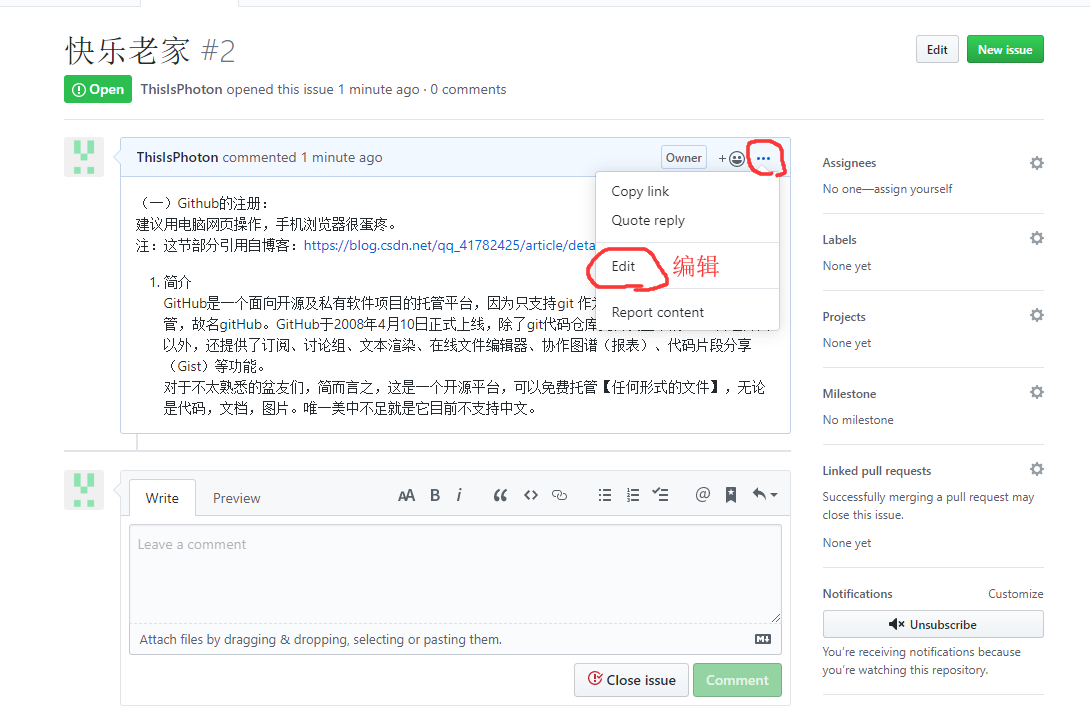 快乐老家 #2
Edit
New issue
Open
ThisIsPhoton opened this issue 1 minute ago · 0 comments
ThisIsPhoton commented 1 minute ago
Owner
Copy link
Quote reply
Edit
编辑
Report content
（一）Github的注册：
建议用电脑网页操作，手机浏览器很蛋疼。
注：这节部分引用自博客：https://blog.csdn.net/qq_41782425/article/deta
1. 简介
GitHub是一个面向开源及私有软件项目的托管平台，因为只支持git 作
管，故名gitHub。GitHub于2008年4月10日正式上线，除了git代码仓库
以外，还提供了订阅、讨论组、文本渲染、在线文件编辑器、协作图谱（报表）、代码片段分享
（Gist）等功能。
对于不太熟悉的盆友们，简而言之，这是一个开源平台，可以免费托管【任何形式的文件】，无论
是代码，文档，图片。唯一美中不足就是它目前不支持中文。
Write
Preview
AA B i
@
Leave a comment
Attach files by dragging & dropping, selecting or pasting them.
Close issue
Comment
Assignees
No one—assign yourself
Labels
None yet
Projects
None yet
Milestone
No milestone
Linked pull requests
Successfully merging a pull request may
close this issue.
None yet
Notifications
Customize
Unsubscribe
You're receiving notifications because
you're watching this repository.